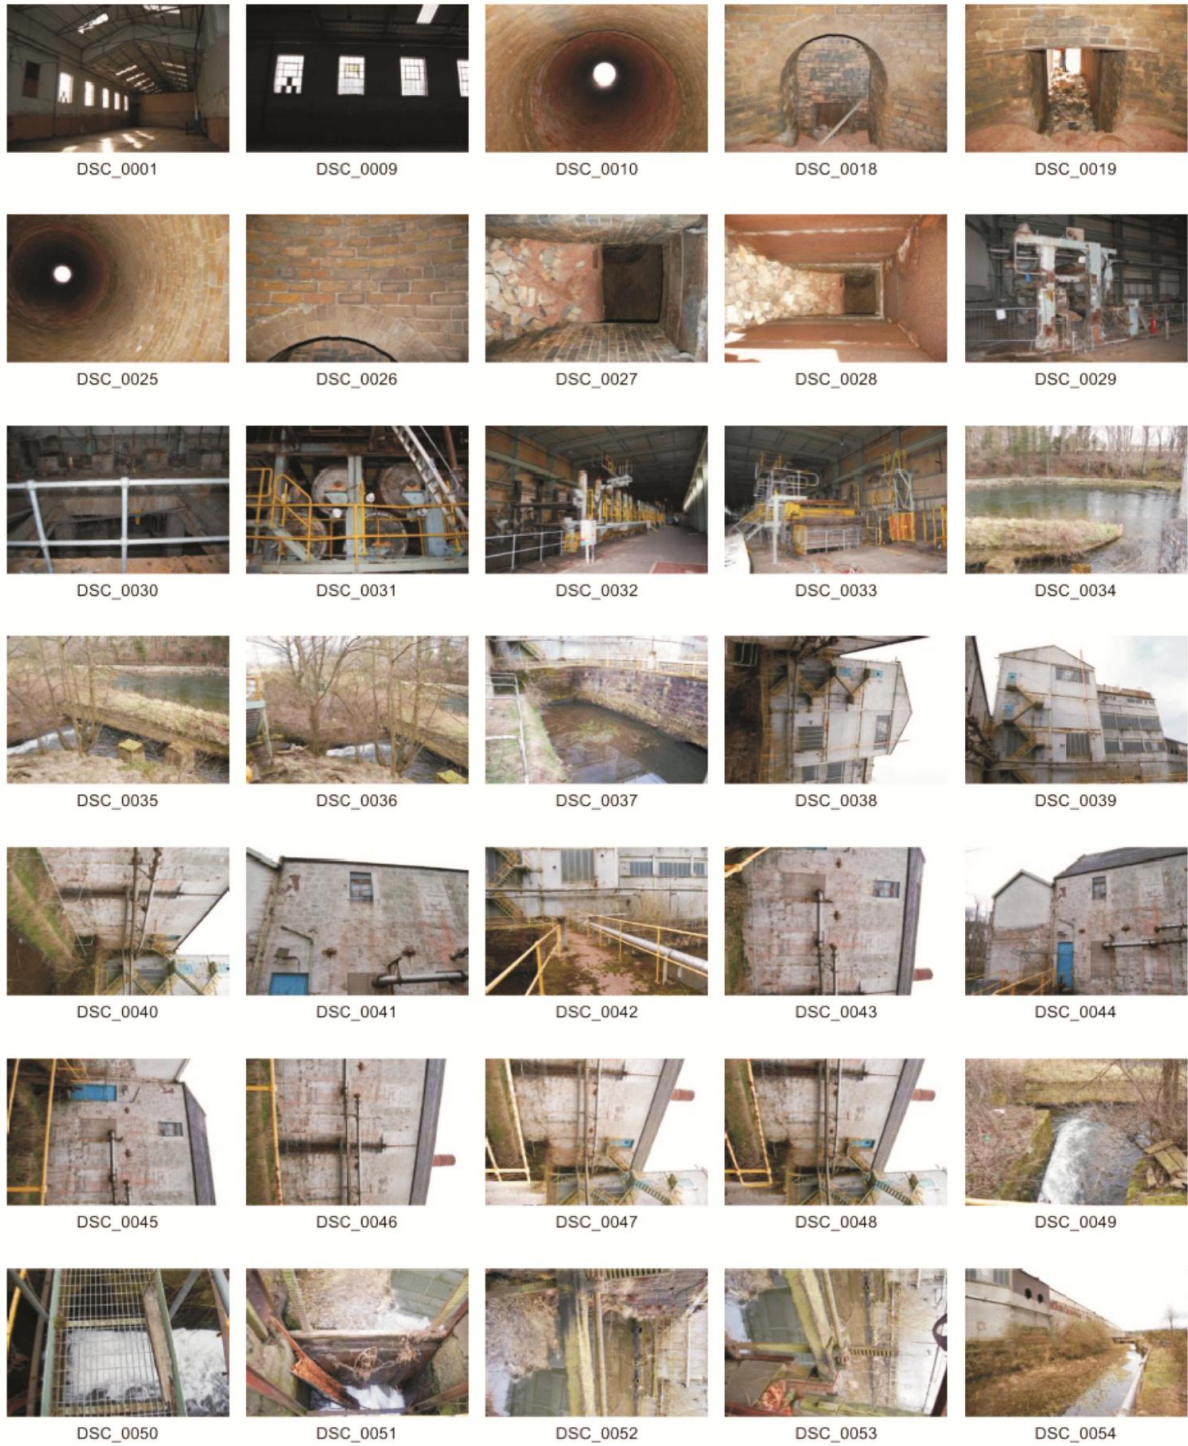 DSC_0001 DSC_0009 DSC_0010 DSC_0018 DSC_0019
DSC_0025 DSC_0026 DSC_0027 DSC_0028 DSC_0029
DSC_0030 DSC_0031 DSC_0032 DSC_0033 DSC_0034
DSC_0035 DSC_0036 DSC_0037 DSC_0038 DSC_0039
DSC_0040 DSC_0041 DSC_0042 DSC_0043 DSC_0044
DSC_0045 DSC_0046 DSC_0047 DSC_0048 DSC_0049
DSC_0050 DSC_0051 DSC_0052 DSC_0053 DSC_0054